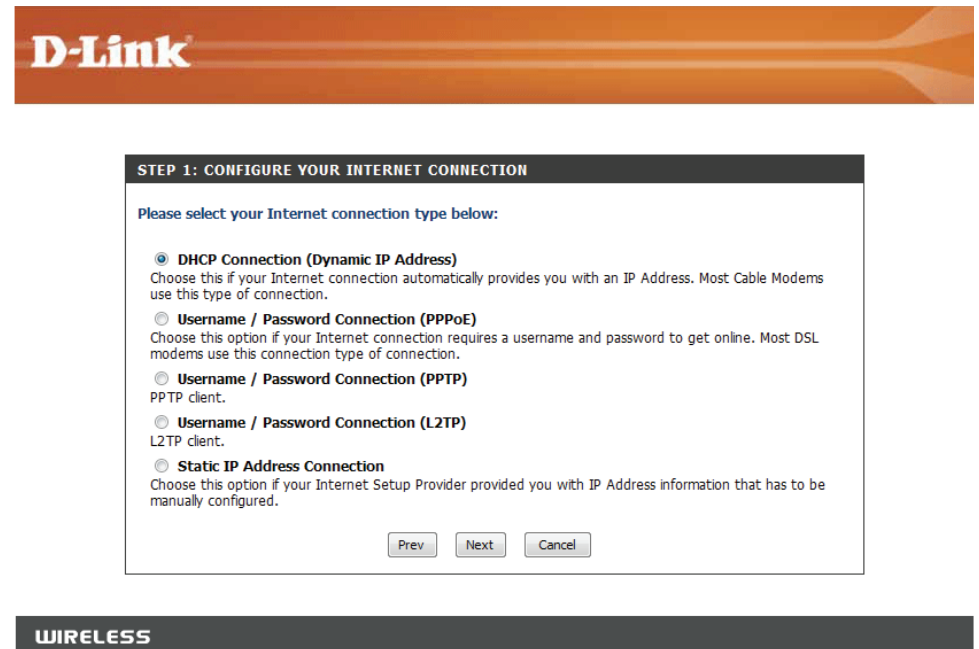 D-Link
STEP 1: CONFIGURE YOUR INTERNET CONNECTION
Please select your Internet connection type below:
DHCP Connection (Dynamic IP Address)
Choose this if your Internet connection automatically provides you with an IP Address. Most Cable Modems
use this type of connection.
Username / Password Connection (PPPoE)
Choose this option if your Internet connection requires a username and password to get online. Most DSL
modems use this connection type of connection.
Username / Password Connection (PPTP)
PPTP client.
Username / Password Connection (L2TP)
L2TP client.
Static IP Address Connection
Choose this option if your Internet Setup Provider provided you with IP Address information that has to be
manually configured.
Prev Next Cancel
WIRELESS